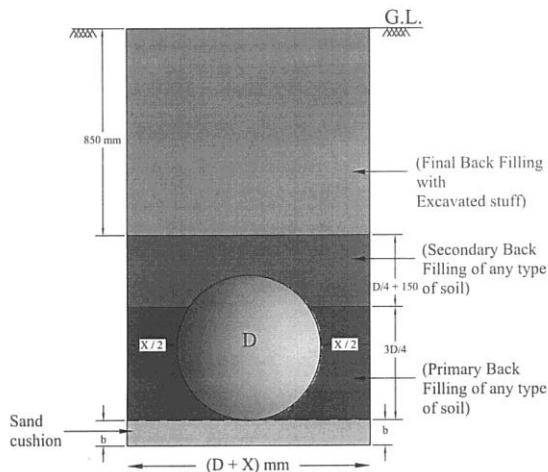 G.L.
850 mm
(Final Back Filling
with
Excavated stuff)
(Secondary Back
Filling of any type
of soil)
D/4 + 150
X / 2
D
X / 2
3D/4
(Primary Back
Filling of any type
of soil)
Sand
cushion
b
b
(D + X) mm